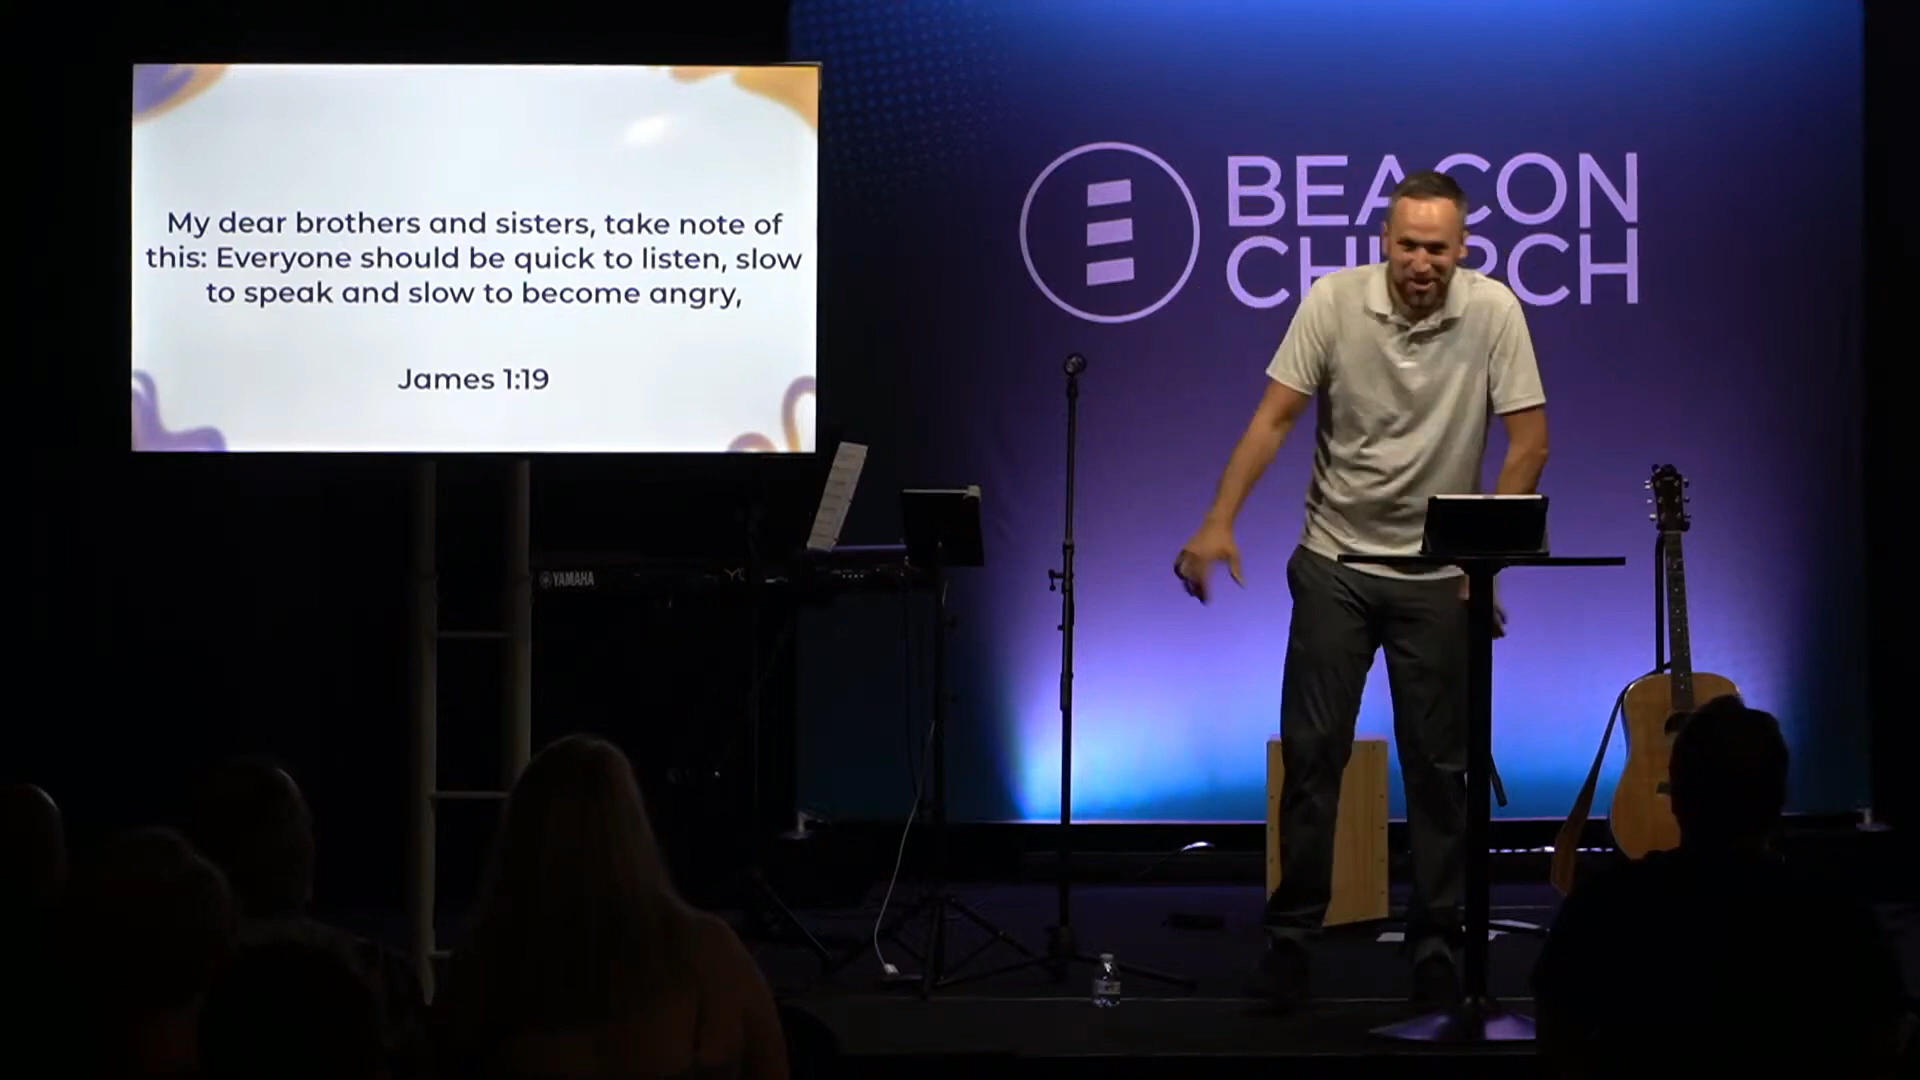 My dear brothers and sisters, take note of
this: Everyone should be quick to listen, slow
to speak and slow to become angry,
James 1:19
BEACON
CHURCH
YAMAHA